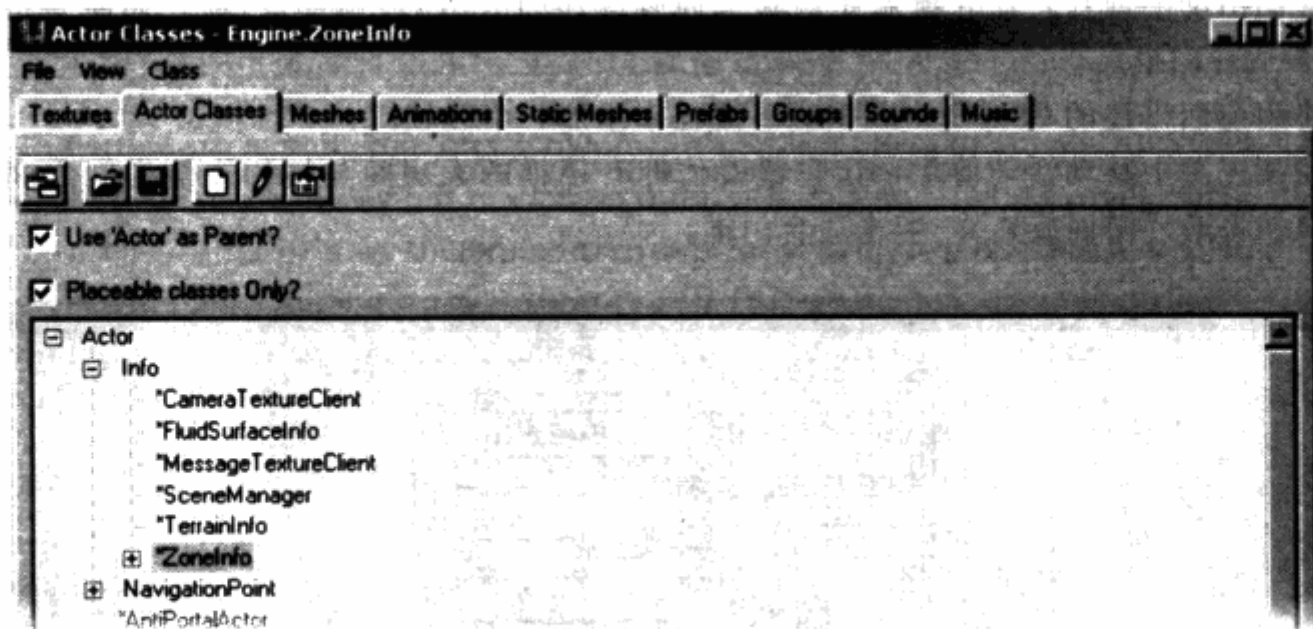 Actor Classes - Engine.ZoneInfo
File View Class
Textures Actor Classes Meshes Animations Static Meshes Prefabs Groups Sounds Music
Use 'Actor' as Parent?
Placeable classes Only?
Actor
Info
*CameraTextureClient
*FluidSurfaceInfo
*MessageTextureClient
*SceneManager
*TerrainInfo
*ZoneInfo
NavigationPoint
*AntiPortalActor